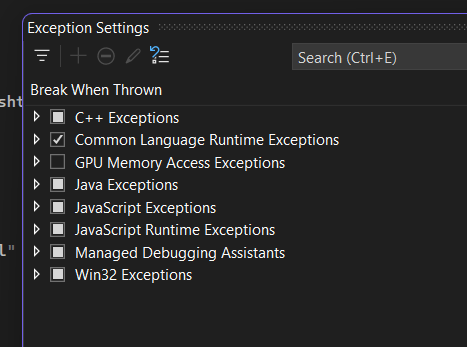 Exception Settings
Search (Ctrl+E)
Break When Thrown
sht
C++ Exceptions
Common Language Runtime Exceptions
GPU Memory Access Exceptions
Java Exceptions
JavaScript Exceptions
JavaScript Runtime Exceptions
l"
Managed Debugging Assistants
Win32 Exceptions